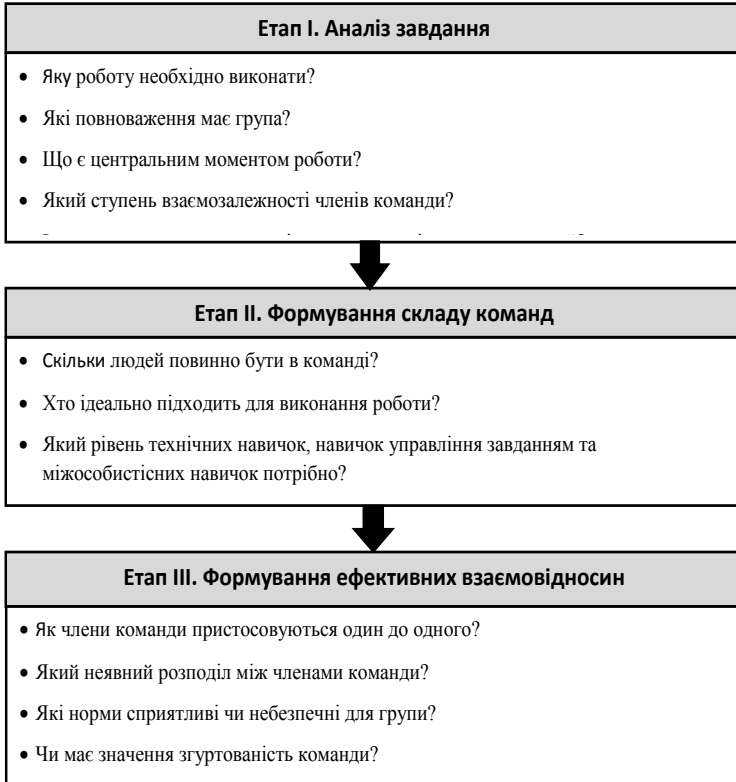 Етап І. Аналіз завдання
• Яку роботу необхідно виконати?
• Які повноваження має група?
• Що є центральним моментом роботи?
• Який ступень взаємозалежності членів команди?
Етап ІІ. Формування складу команд
• Скільки людей повинно бути в команді?
• Хто ідеально підходить для виконання роботи?
• Який рівень технічних навичок, навичок управління завданням та
міжособистісних навичок потрібно?
Етап ІІІ. Формування ефективних взаємовідносин
• Як члени команди пристосовуються один до одного?
• Який неявний розподіл між членами команди?
• Які норми сприятливі чи небезпечні для групи?
• Чи має значення згуртованість команди?